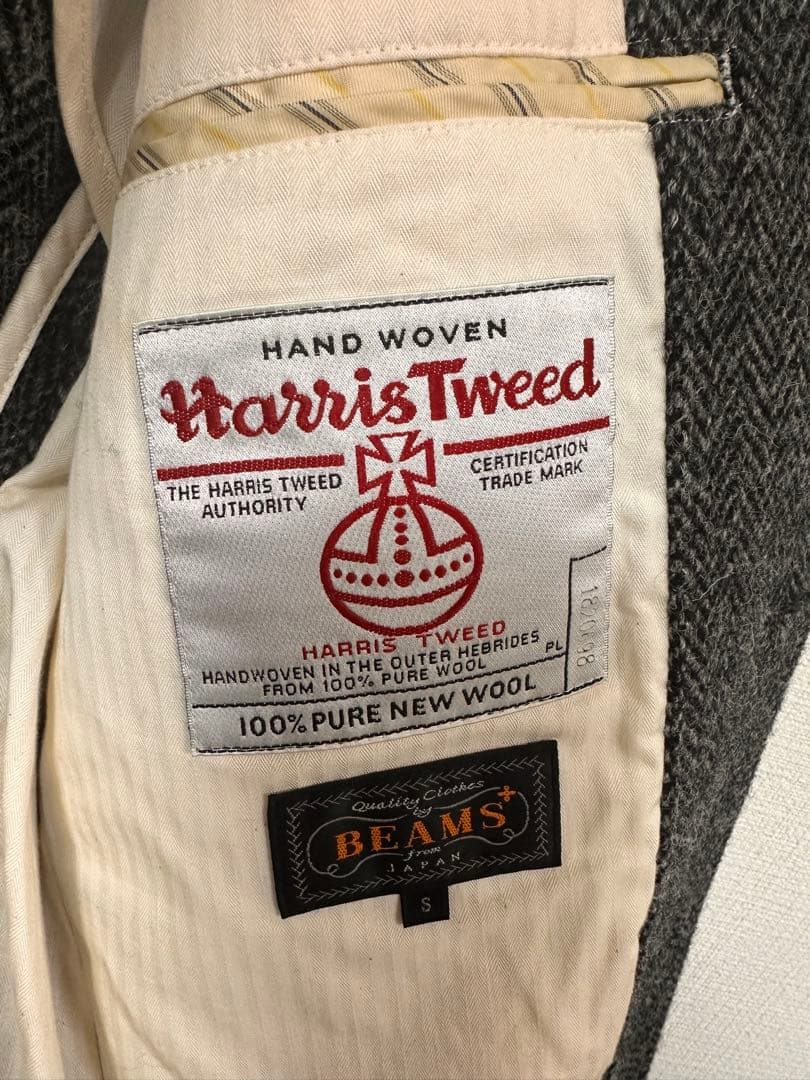 HAND WOVEN
Harris Tweed
THE HARRIS TWEED
AUTHORITY
CERTIFICATION
TRADE MARK
HARRIS TWEED
HANDWOVEN IN THE OUTER HEBRIDES PL
FROM 100% PURE WOOL
100% PURE NEW WOOL
Quality Clothes
by
BEAMS+
from
JAPAN
S